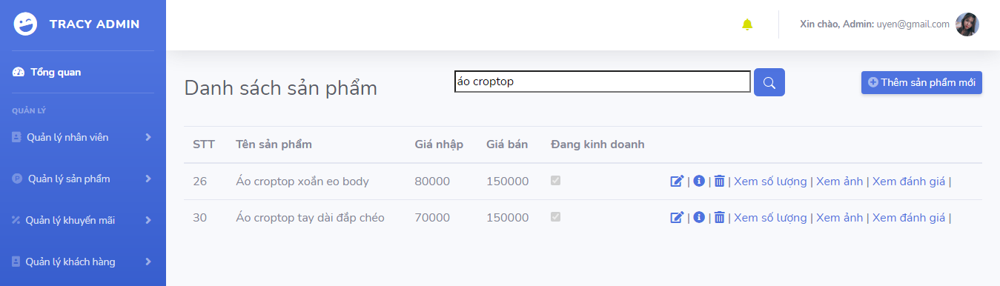 TRACY ADMIN
Xin chào, Admin: uyen@gmail.com
Tổng quan
QUẢN LÝ
Quản lý nhân viên
Quản lý sản phẩm
Quản lý khuyến mãi
Quản lý khách hàng
Danh sách sản phẩm
áo croptop
Thêm sản phẩm mới
STT Tên sản phẩm Giá nhập Giá bán Đang kinh doanh
26 Áo croptop xoắn eo body 80000 150000 | | | Xem số lượng | Xem ảnh | Xem đánh giá |
30 Áo croptop tay dài đắp chéo 70000 150000 | | | Xem số lượng | Xem ảnh | Xem đánh giá |